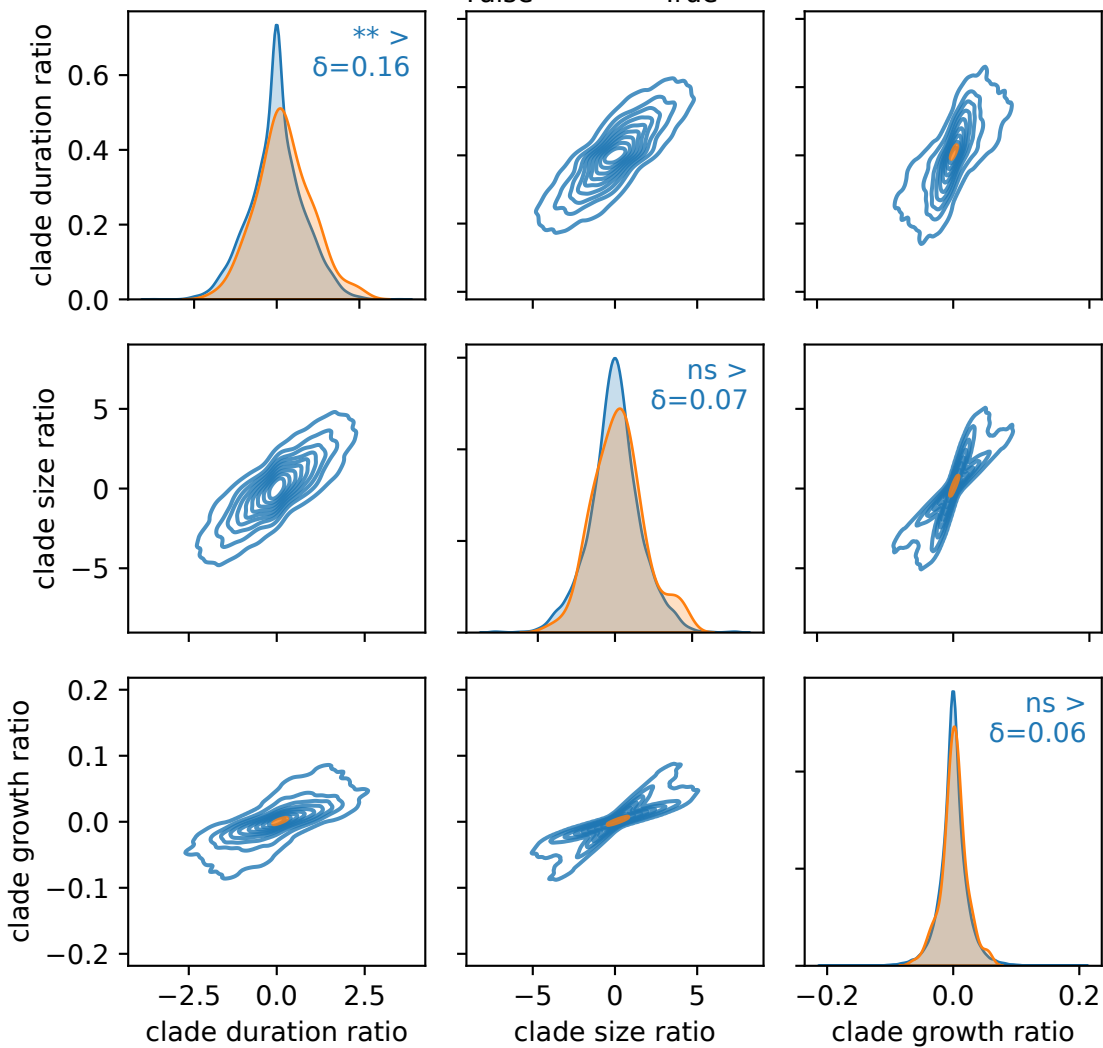 True
clade duration ratio
0.6
0.4
0.2
0.0
** >
δ=0.16
clade size ratio
5
0
−5
ns >
δ=0.07
clade growth ratio
0.2
0.1
0.0
−0.1
−0.2
ns >
δ=0.06
−2.5
0.0
2.5
−5
0
5
−0.2
0.0
0.2
clade duration ratio
clade size ratio
clade growth ratio